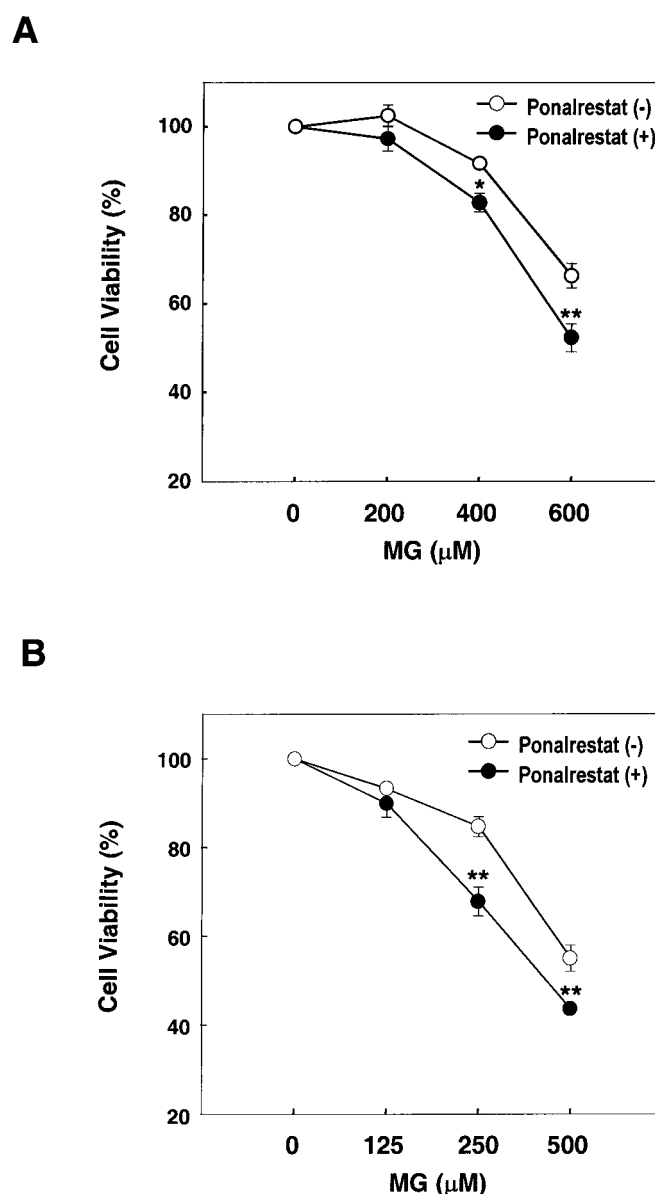 A
Ponalrestat (-)
Ponalrestat (+)
100
80
60
40
20
*
**
Cell Viability (%)
0 200 400 600
MG (μM)
B
Ponalrestat (-)
Ponalrestat (+)
100
80
60
40
20
**
**
Cell Viability (%)
0 125 250 500
MG (μM)